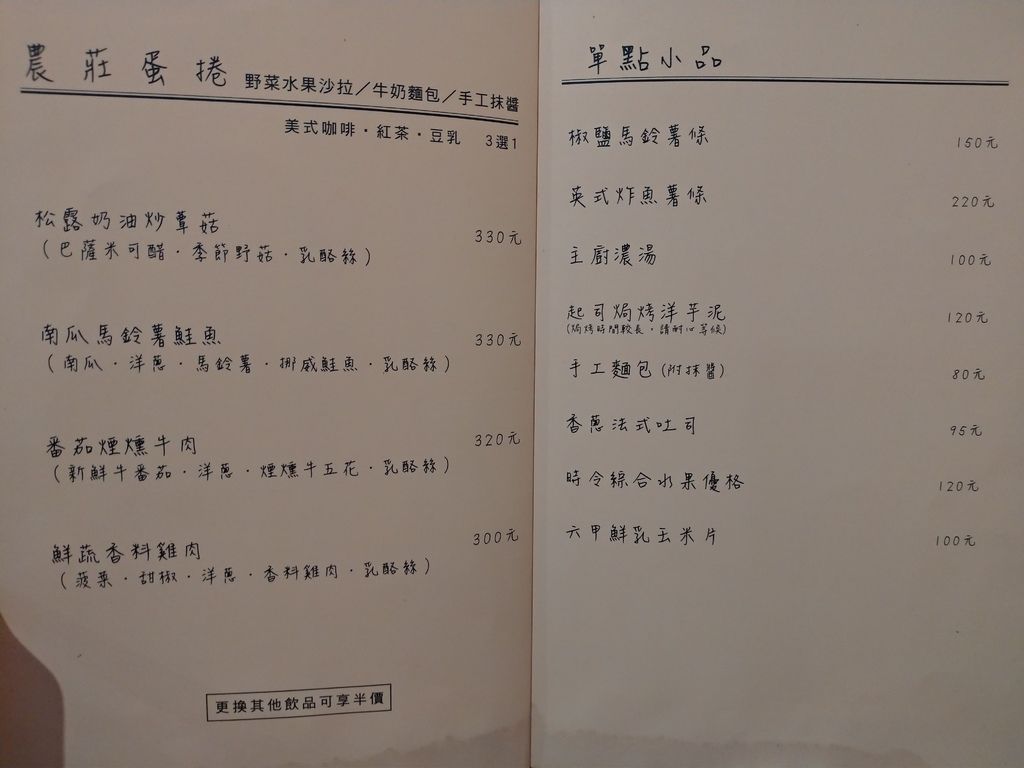 農莊蛋捲 野菜水果沙拉／牛奶麵包／手工抹醬
美式咖啡・紅茶・豆乳 3選1
松露奶油炒蕈菇 330元
(巴薩米可醋・季節野菇・乳酪絲)
南瓜馬鈴薯鮭魚 330元
(南瓜・洋蔥・馬鈴薯・挪威鮭魚・乳酪絲)
番茄煙燻牛肉 320元
(新鮮牛番茄・洋蔥・煙燻牛五花・乳酪絲)
鮮蔬香料雞肉 300元
(菠菜・甜椒・洋蔥・香料雞肉・乳酪絲)
更換其他飲品可享半價
單點小品
椒鹽馬鈴薯條 150元
英式炸魚薯條 220元
主廚濃湯 100元
起司焗烤洋芋泥 120元
(焗烤時間較長，請耐心等候)
手工麵包(附抹醬) 80元
香蔥法式吐司 95元
時令綜合水果優格 120元
六甲鮮乳玉米片 100元